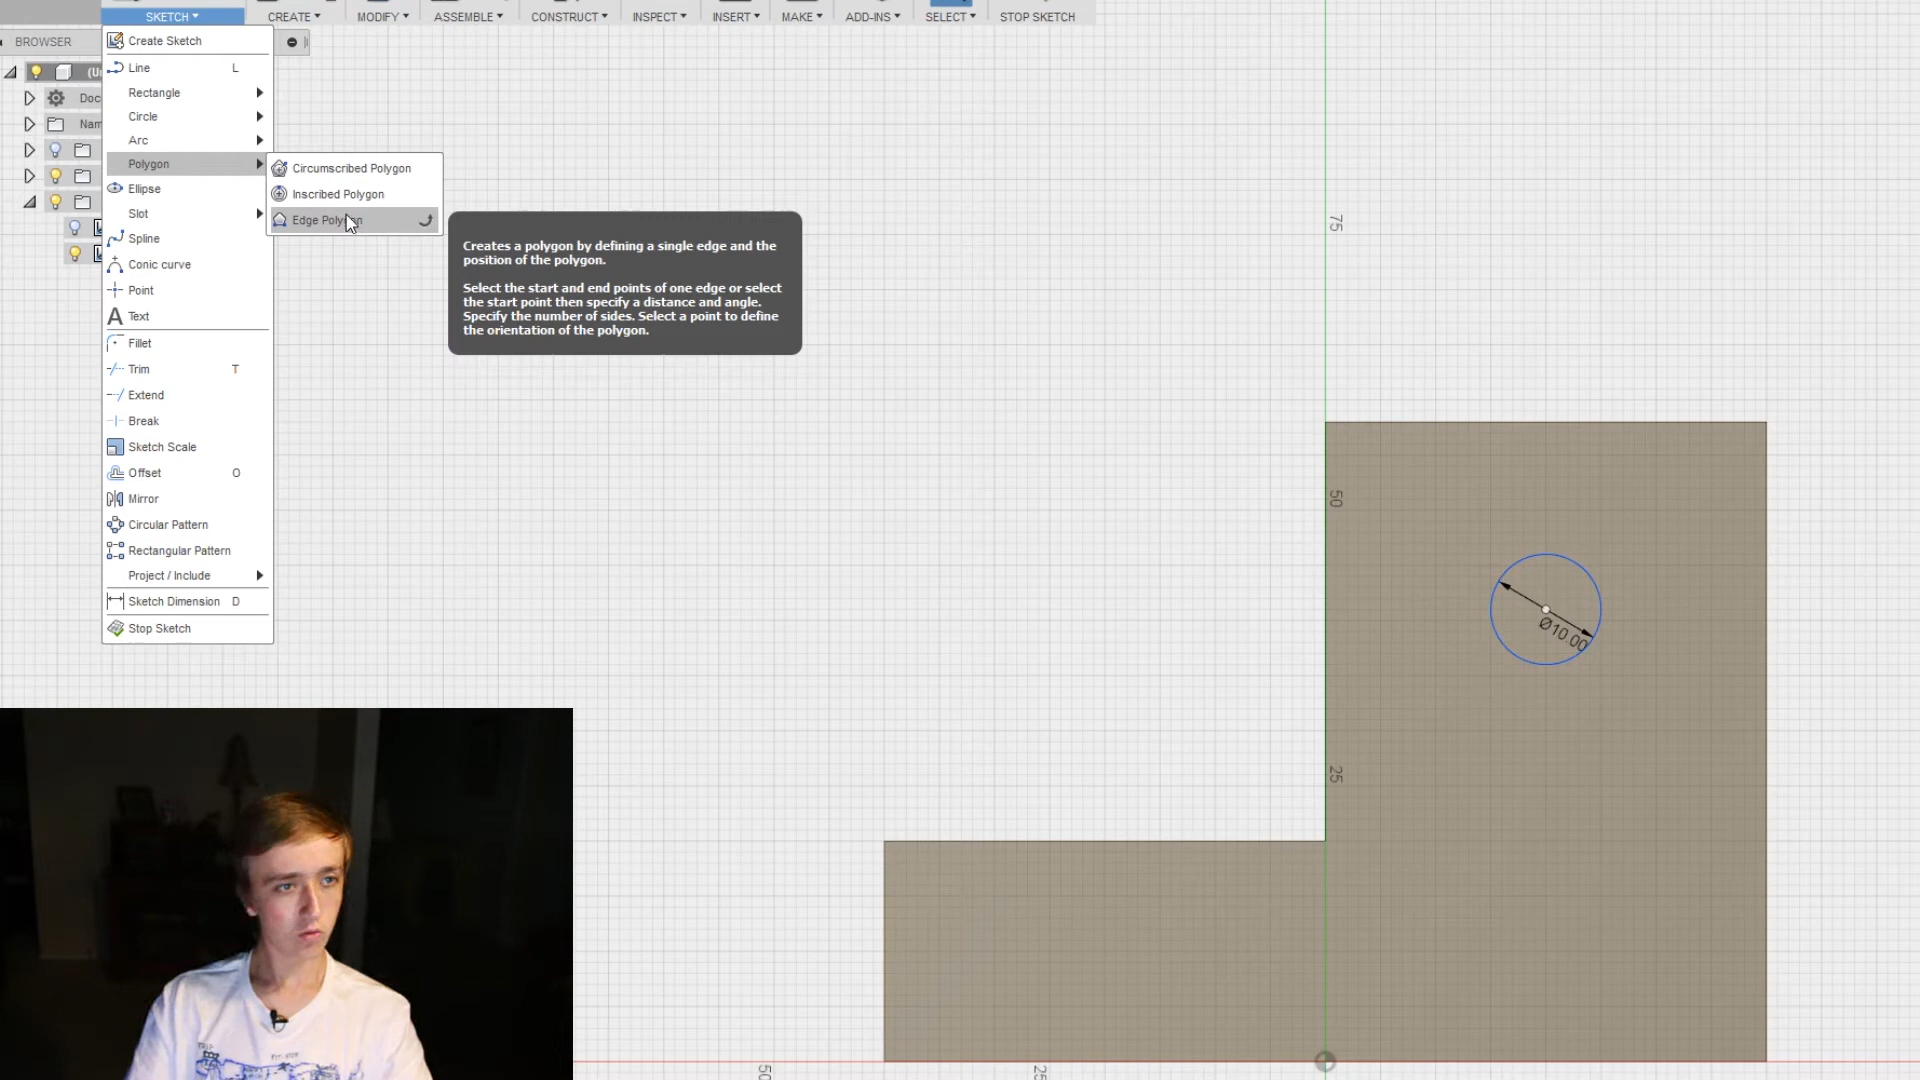 SKETCH
CREATE
MODIFY
ASSEMBLE
CONSTRUCT
INSPECT
INSERT
MAKE
ADD-INS
SELECT
STOP SKETCH
BROWSER
Create Sketch
(Un
Line L
Doc
Rectangle
Circle
Nam
Arc
Polygon
Circumscribed Polygon
Ellipse
Inscribed Polygon
Slot
Edge Polygon
Spline
Creates a polygon by defining a single edge and the
position of the polygon.
Select the start and end points of one edge or select
the start point then specify a distance and angle.
Specify the number of sides. Select a point to define
the orientation of the polygon.
Conic curve
Point
Text
Fillet
Trim T
Extend
Break
Sketch Scale
Offset O
Mirror
Circular Pattern
Rectangular Pattern
Project / Include
Sketch Dimension D
Stop Sketch
75
50
Ø10.00
25
50
25